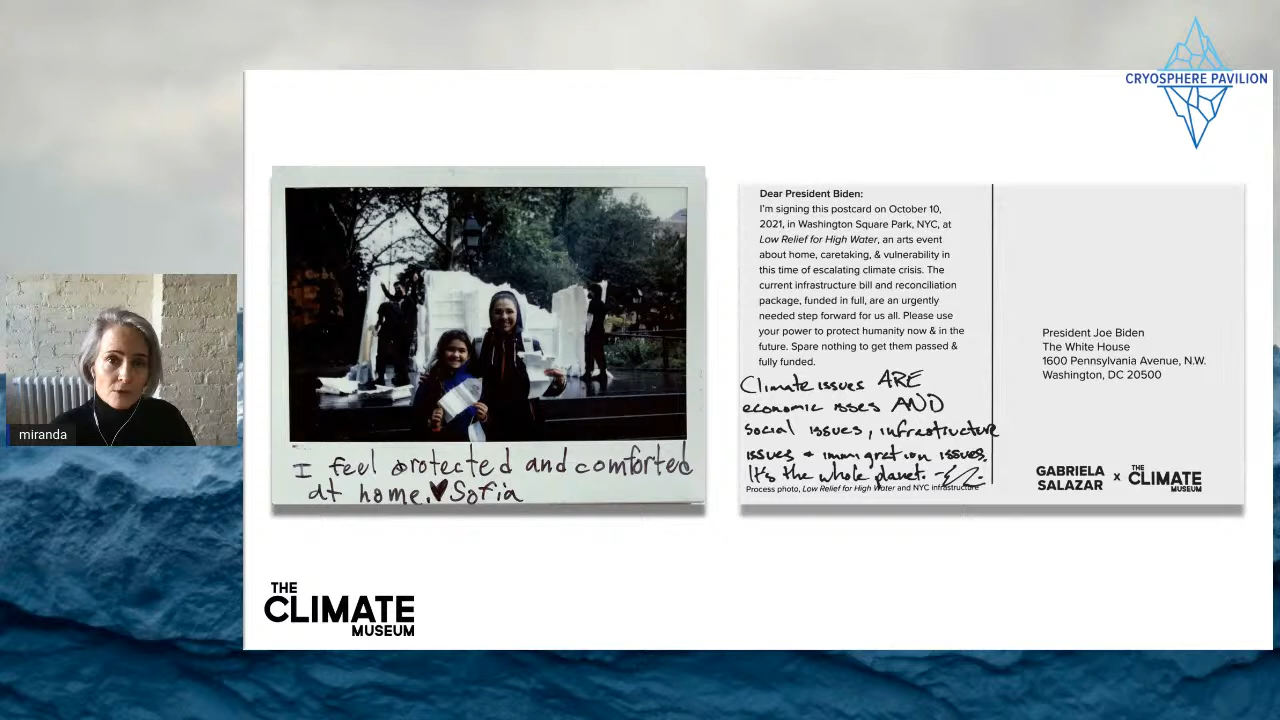 CRYOSPHERE PAVILION
miranda
I feel protected and comforted
at home. ♥ Sofia
Dear President Biden:
I'm signing this postcard on October 10,
2021, in Washington Square Park, NYC, at
Low Relief for High Water, an arts event
about home, caretaking, & vulnerability in
this time of escalating climate crisis. The
current infrastructure bill and reconciliation
package, funded in full, are an urgently
needed step forward for us all. Please use
your power to protect humanity now & in the
future. Spare nothing to get them passed &
fully funded.
Climate issues ARE
economic isses AND
social issues, infrastructure
issues + immigration issues.
It's the whole planet.
Process photo, Low Relief for High Water and NYC infrastructure
President Joe Biden
The White House
1600 Pennsylvania Avenue, N.W.
Washington, DC 20500
GABRIELA
SALAZAR
x
THE
CLIMATE
MUSEUM
THE
CLIMATE
MUSEUM